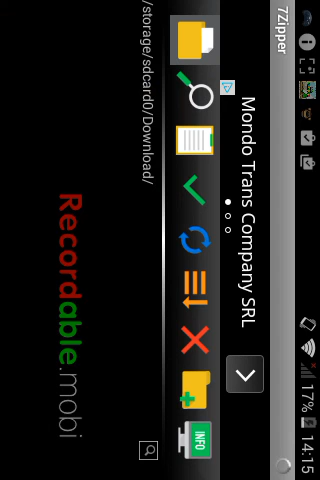 17% 14:15
7Zipper
Mondo Trans Company SRL
INFO
/storage/sdcard0/Download/
Recordable.mobi